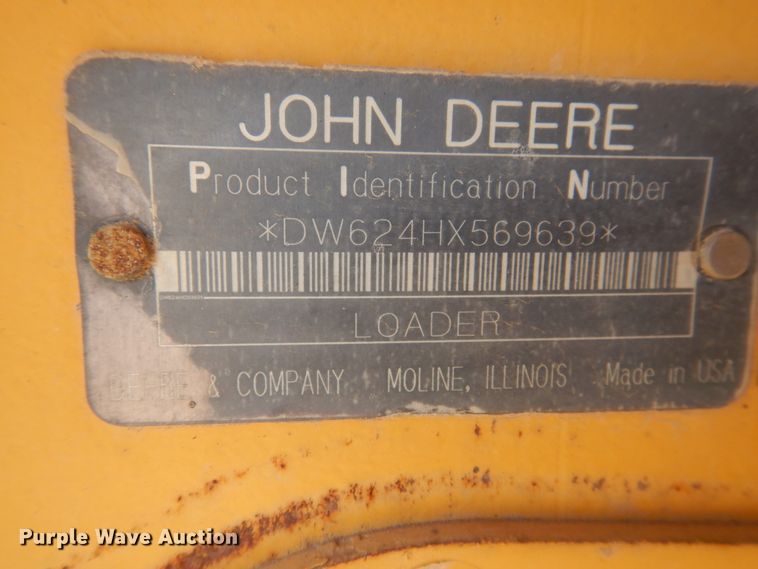 JOHN DEERE
Product Identification Number
*DW624HX569639*
LOADER
DEERE & COMPANY MOLINE, ILLINOIS Made in USA
Purple Wave Auction